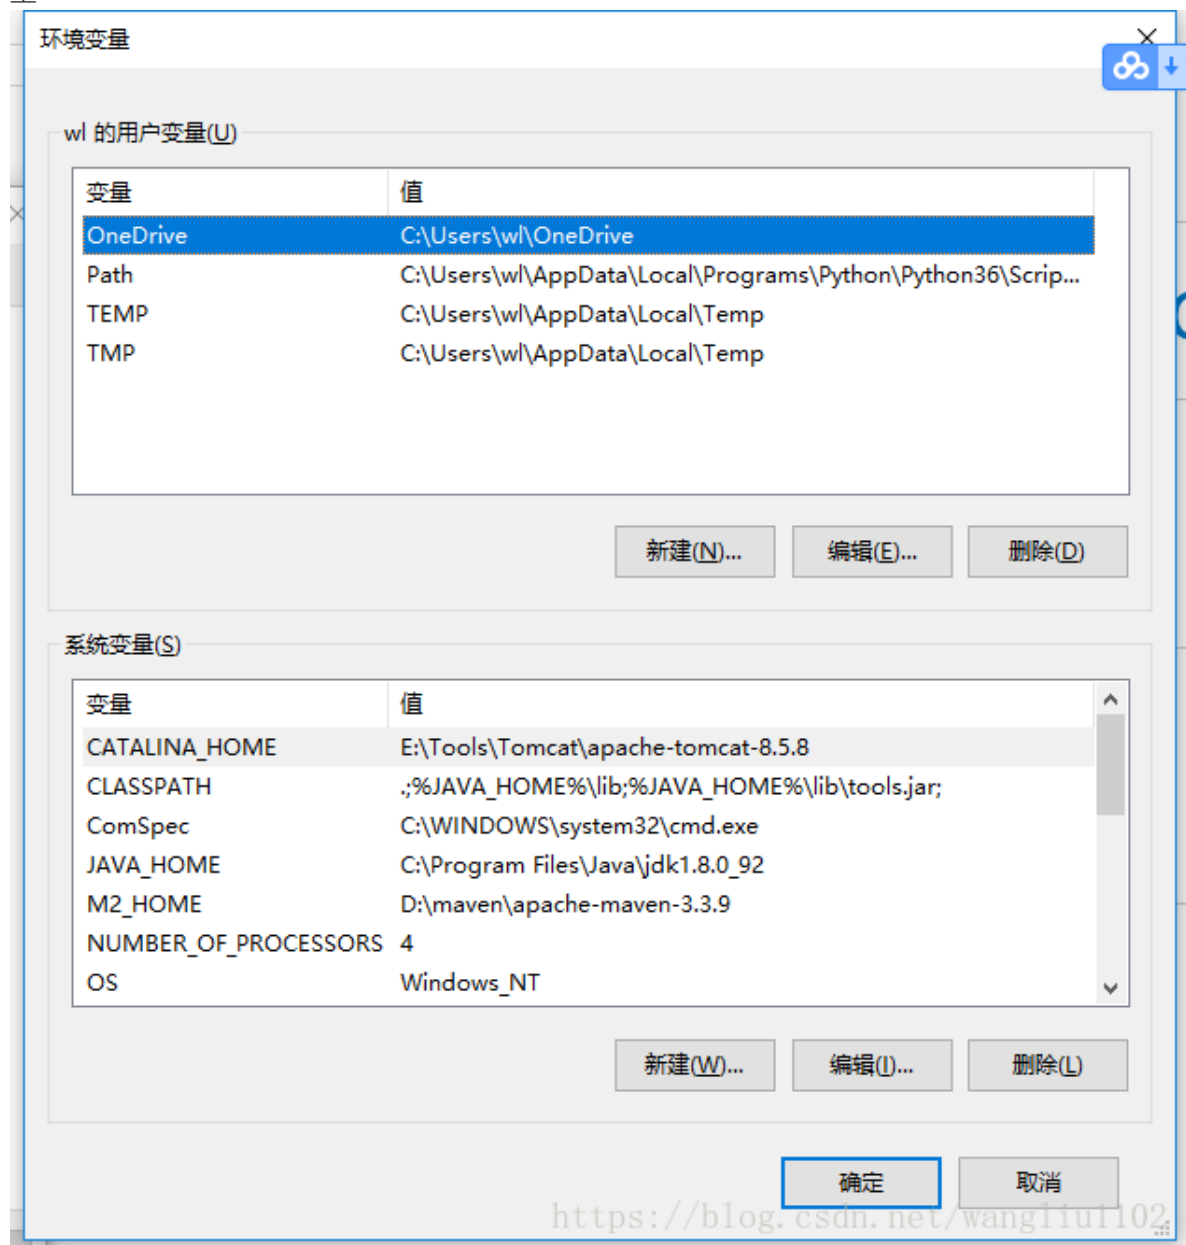 环境变量
wl 的用户变量(U)
变量 值
OneDrive C:\Users\wl\OneDrive
Path C:\Users\wl\AppData\Local\Programs\Python\Python36\Scrip...
TEMP C:\Users\wl\AppData\Local\Temp
TMP C:\Users\wl\AppData\Local\Temp
新建(N)... 编辑(E)... 删除(D)
系统变量(S)
变量 值
CATALINA_HOME E:\Tools\Tomcat\apache-tomcat-8.5.8
CLASSPATH .;%JAVA_HOME%\lib;%JAVA_HOME%\lib\tools.jar;
ComSpec C:\WINDOWS\system32\cmd.exe
JAVA_HOME C:\Program Files\Java\jdk1.8.0_92
M2_HOME D:\maven\apache-maven-3.3.9
NUMBER_OF_PROCESSORS 4
OS Windows_NT
新建(W)... 编辑(I)... 删除(L)
确定 取消
https://blog.csdn.net/wangliu1102